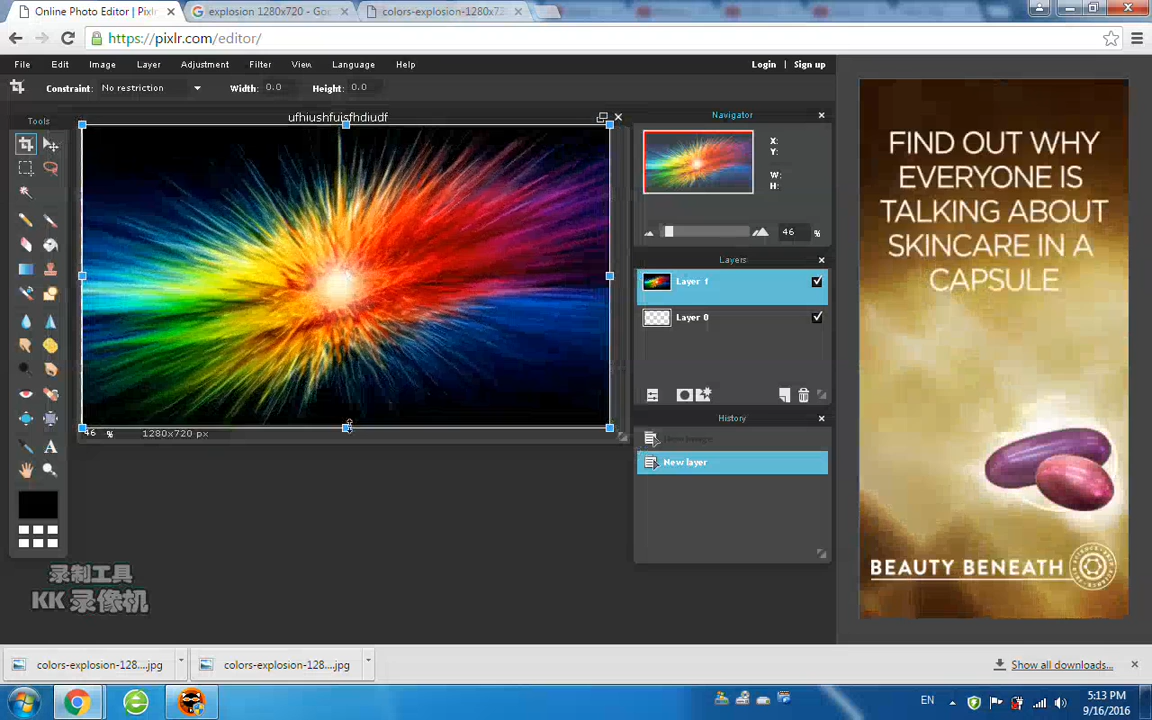 Online Photo Editor | Pixlr
explosion 1280x720 - Goo
colors-explosion-1280x73
https://pixlr.com/editor/
File Edit Image Layer Adjustment Filter View Language Help Login Sign up
Constraint: No restriction Width: 0.0 Height: 0.0
Tools
ufhiushfuisfhdiudf
Navigator
X:
Y:
W:
H:
46 %
Layers
Layer 1
Layer 0
History
New image
New layer
46 % 1280x720 px
A
录制工具
KK 录像机
FIND OUT WHY
EVERYONE IS
TALKING ABOUT
SKINCARE IN A
CAPSULE
BEAUTY BENEATH
colors-explosion-128....jpg
colors-explosion-128....jpg
Show all downloads...
EN
5:13 PM
9/16/2016